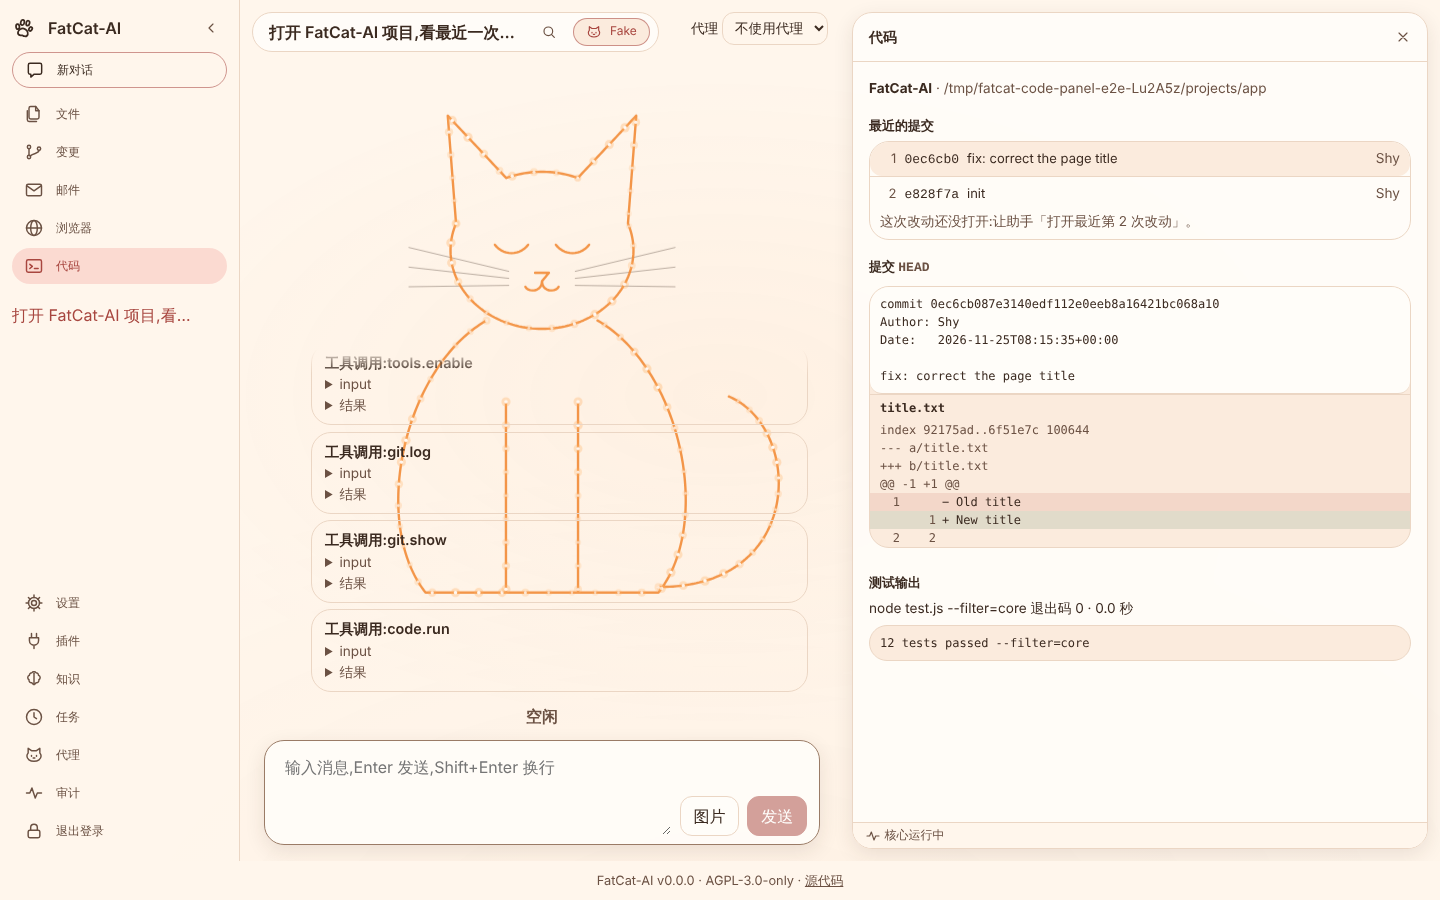 FatCat-AI
新对话
文件
变更
邮件
浏览器
代码
打开 FatCat-AI 项目,看...
设置
插件
知识
任务
代理
审计
退出登录
打开 FatCat-AI 项目,看最近一次...
Fake
代理
不使用代理
工具调用:tools.enable
input
结果
工具调用:git.log
input
结果
工具调用:git.show
input
结果
工具调用:code.run
input
结果
空闲
输入消息,Enter 发送,Shift+Enter 换行
图片
发送
代码
FatCat-AI · /tmp/fatcat-code-panel-e2e-Lu2A5z/projects/app
最近的提交
1 0ec6cb0 fix: correct the page title Shy
2 e828f7a init Shy
这次改动还没打开:让助手「打开最近第 2 次改动」。
提交 HEAD
commit 0ec6cb087e3140edf112e0eeb8a16421bc068a10
Author: Shy
Date:   2026-11-25T08:15:35+00:00
fix: correct the page title
title.txt
index 92175ad..6f51e7c 100644
--- a/title.txt
+++ b/title.txt
@@ -1 +1 @@
1 − Old title
1 + New title
2 2
测试输出
node test.js --filter=core 退出码 0 · 0.0 秒
12 tests passed --filter=core
核心运行中
FatCat-AI v0.0.0 · AGPL-3.0-only · 源代码